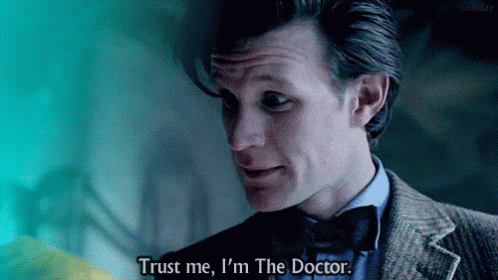 Trust me, I'm The Doctor.